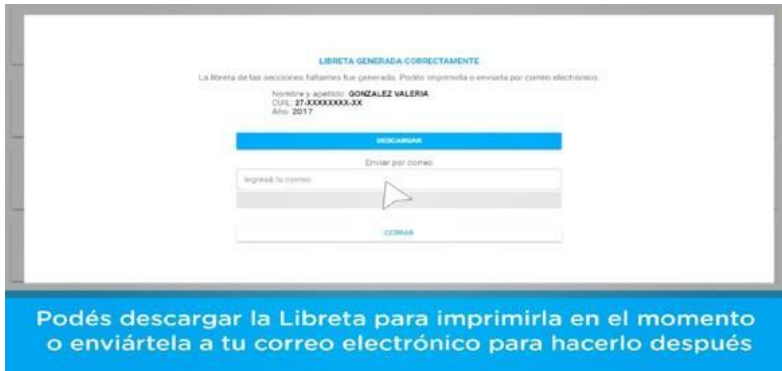 LIBRETA GENERADA CORRECTAMENTE
La libreta de las secciones faltantes fue generada. Podés imprimirla o enviarla por correo electrónico.
Nombre y apellido: GONZALEZ VALERIA
CUIL: 27-XXXXXXXX-XX
Año: 2017
DESCARGAR
Enviar por correo
Ingresá tu correo
CERRAR
Podés descargar la Libreta para imprimirla en el momento
o enviártela a tu correo electrónico para hacerlo después